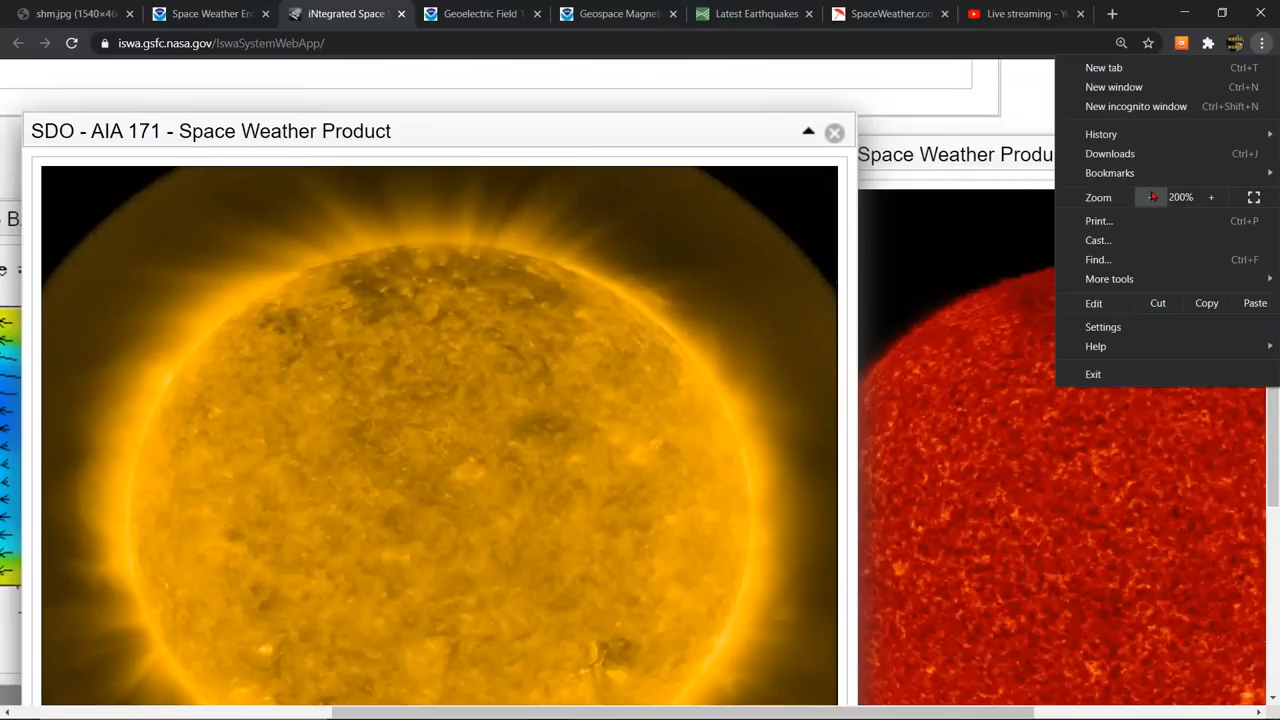 shm.jpg (1540×46
Space Weather En
iNtegrated Space
Geoelectric Field 1
Geospace Magne
Latest Earthquakes
SpaceWeather.con
Live streaming - Yo
iswa.gsfc.nasa.gov/IswaSystemWebApp/
New tab Ctrl+T
New window Ctrl+N
New incognito window Ctrl+Shift+N
History
Downloads Ctrl+J
Bookmarks
Zoom 200% +
Print... Ctrl+P
Cast...
Find... Ctrl+F
More tools
Edit Cut Copy Paste
Settings
Help
Exit
SDO - AIA 171 - Space Weather Product
Space Weather Produ
B